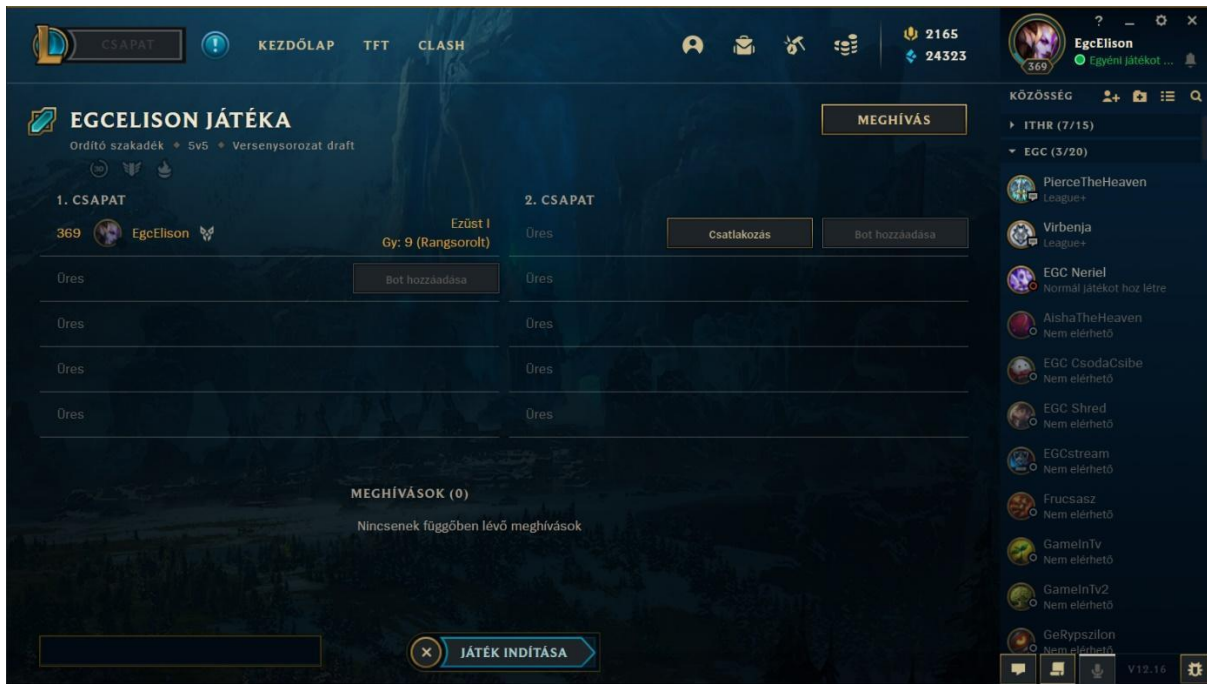 CSAPAT
KEZDŐLAP TFT CLASH
2165
24323
369
EgcElison
Egyéni játékot ...
EGCELISON JÁTÉKA
Ordító szakadék ◆ 5v5 ◆ Versenysorozat draft
MEGHÍVÁS
1. CSAPAT
369 EgcElison
Ezüst I
Gy: 9 (Rangsorolt)
Üres
Bot hozzáadása
Üres
Üres
Üres
2. CSAPAT
Üres
Csatlakozás
Bot hozzáadása
Üres
Üres
Üres
Üres
MEGHÍVÁSOK (0)
Nincsenek függőben lévő meghívások
JÁTÉK INDÍTÁSA
KÖZÖSSÉG
ITHR (7/15)
EGC (3/20)
PierceTheHeaven
League+
Virbenja
League+
EGC Neriel
Normál játékot hoz létre
AishaTheHeaven
Nem elérhető
EGC CsodaCsibe
Nem elérhető
EGC Shred
Nem elérhető
EGCstream
Nem elérhető
Frucsasz
Nem elérhető
GameInTv
Nem elérhető
GameInTv2
Nem elérhető
GeRypszilon
Nem elérhető
V12.16